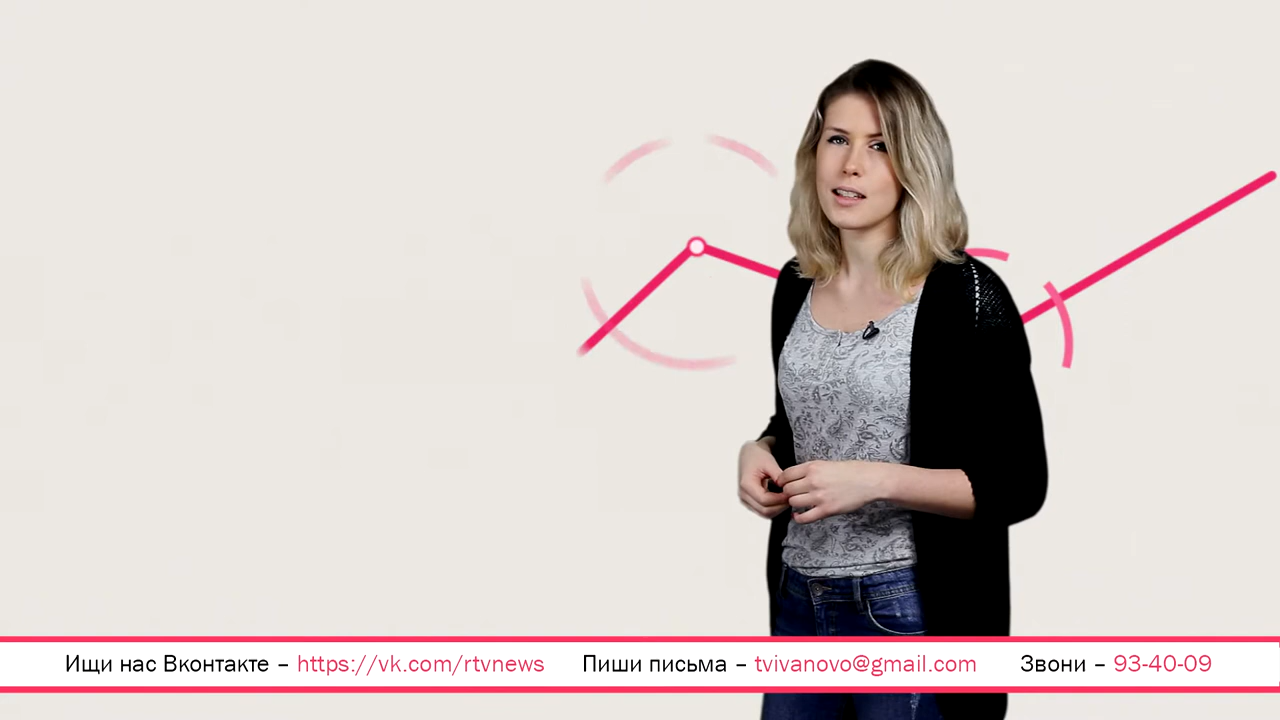 Ищи нас Вконтакте – https://vk.com/rtvnews Пиши письма – tvivanovo@gmail.com Звони – 93-40-09